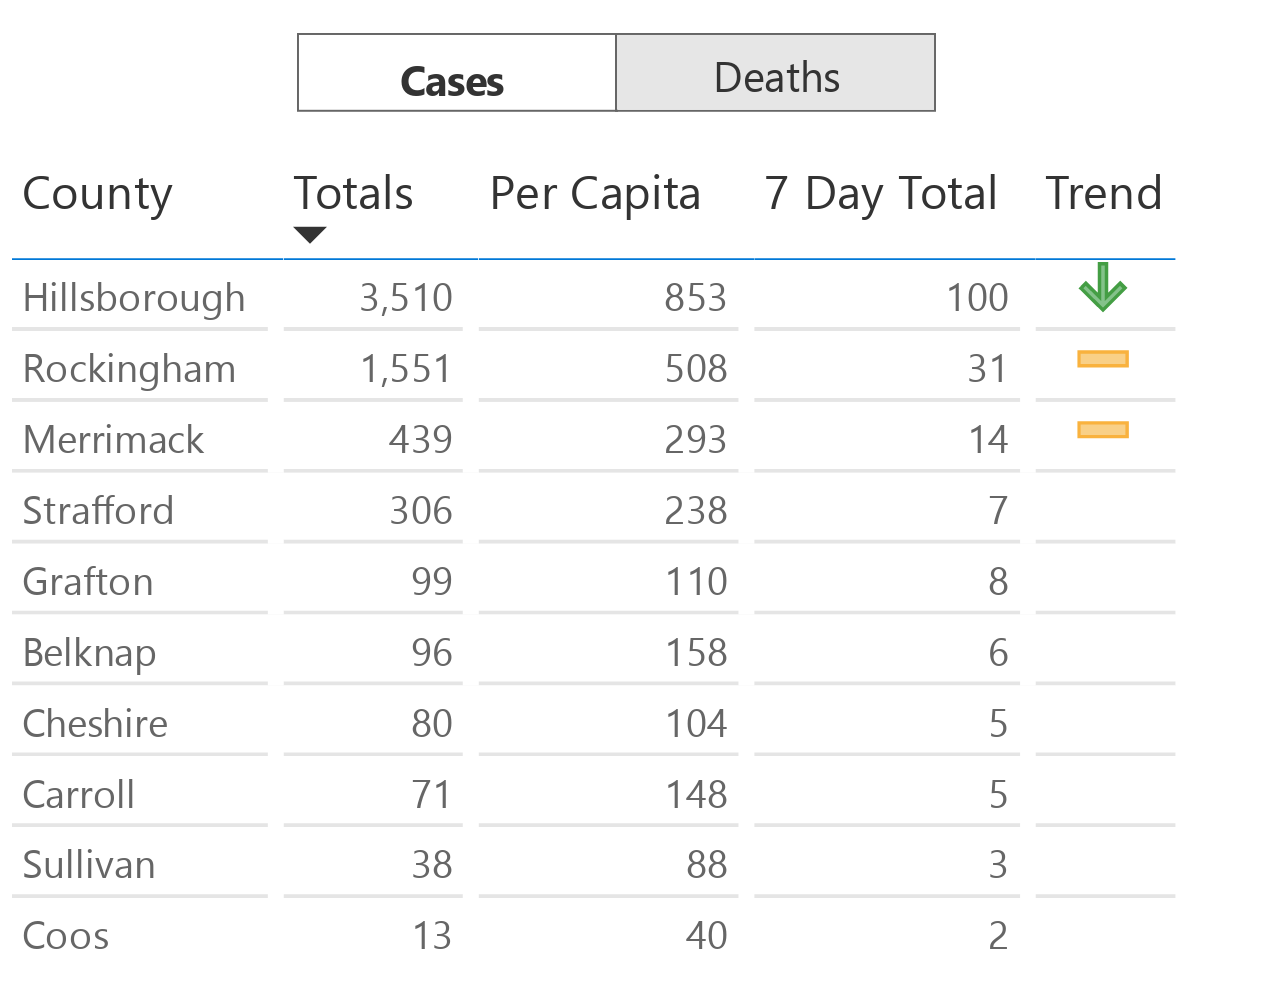 Cases Deaths
County Totals Per Capita 7 Day Total Trend
Hillsborough 3,510 853 100
Rockingham 1,551 508 31
Merrimack 439 293 14
Strafford 306 238 7
Grafton 99 110 8
Belknap 96 158 6
Cheshire 80 104 5
Carroll 71 148 5
Sullivan 38 88 3
Coos 13 40 2